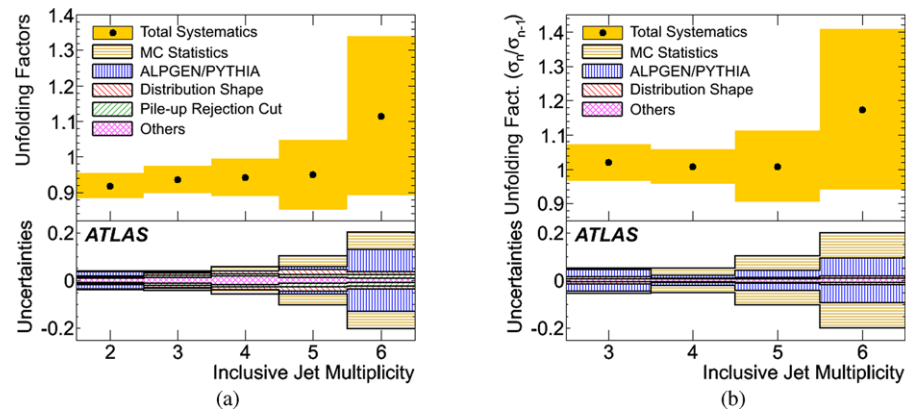 (a)
Unfolding Factors
1.4
1.3
1.2
1.1
1
0.9
Total Systematics
MC Statistics
ALPGEN/PYTHIA
Distribution Shape
Pile-up Rejection Cut
Others
Uncertainties
0.2
0
-0.2
ATLAS
2 3 4 5 6
Inclusive Jet Multiplicity
(a)
(b)
Unfolding Fact. (σn/σn-1)
1.4
1.3
1.2
1.1
1
0.9
Total Systematics
MC Statistics
ALPGEN/PYTHIA
Distribution Shape
Others
Uncertainties
0.2
0
-0.2
ATLAS
3 4 5 6
Inclusive Jet Multiplicity
(b)